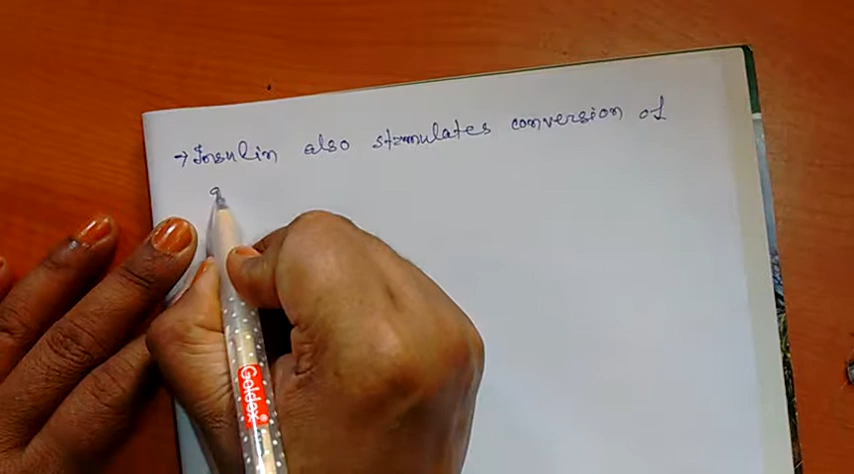 → Insulin also stimulates conversion of
g
Goldex